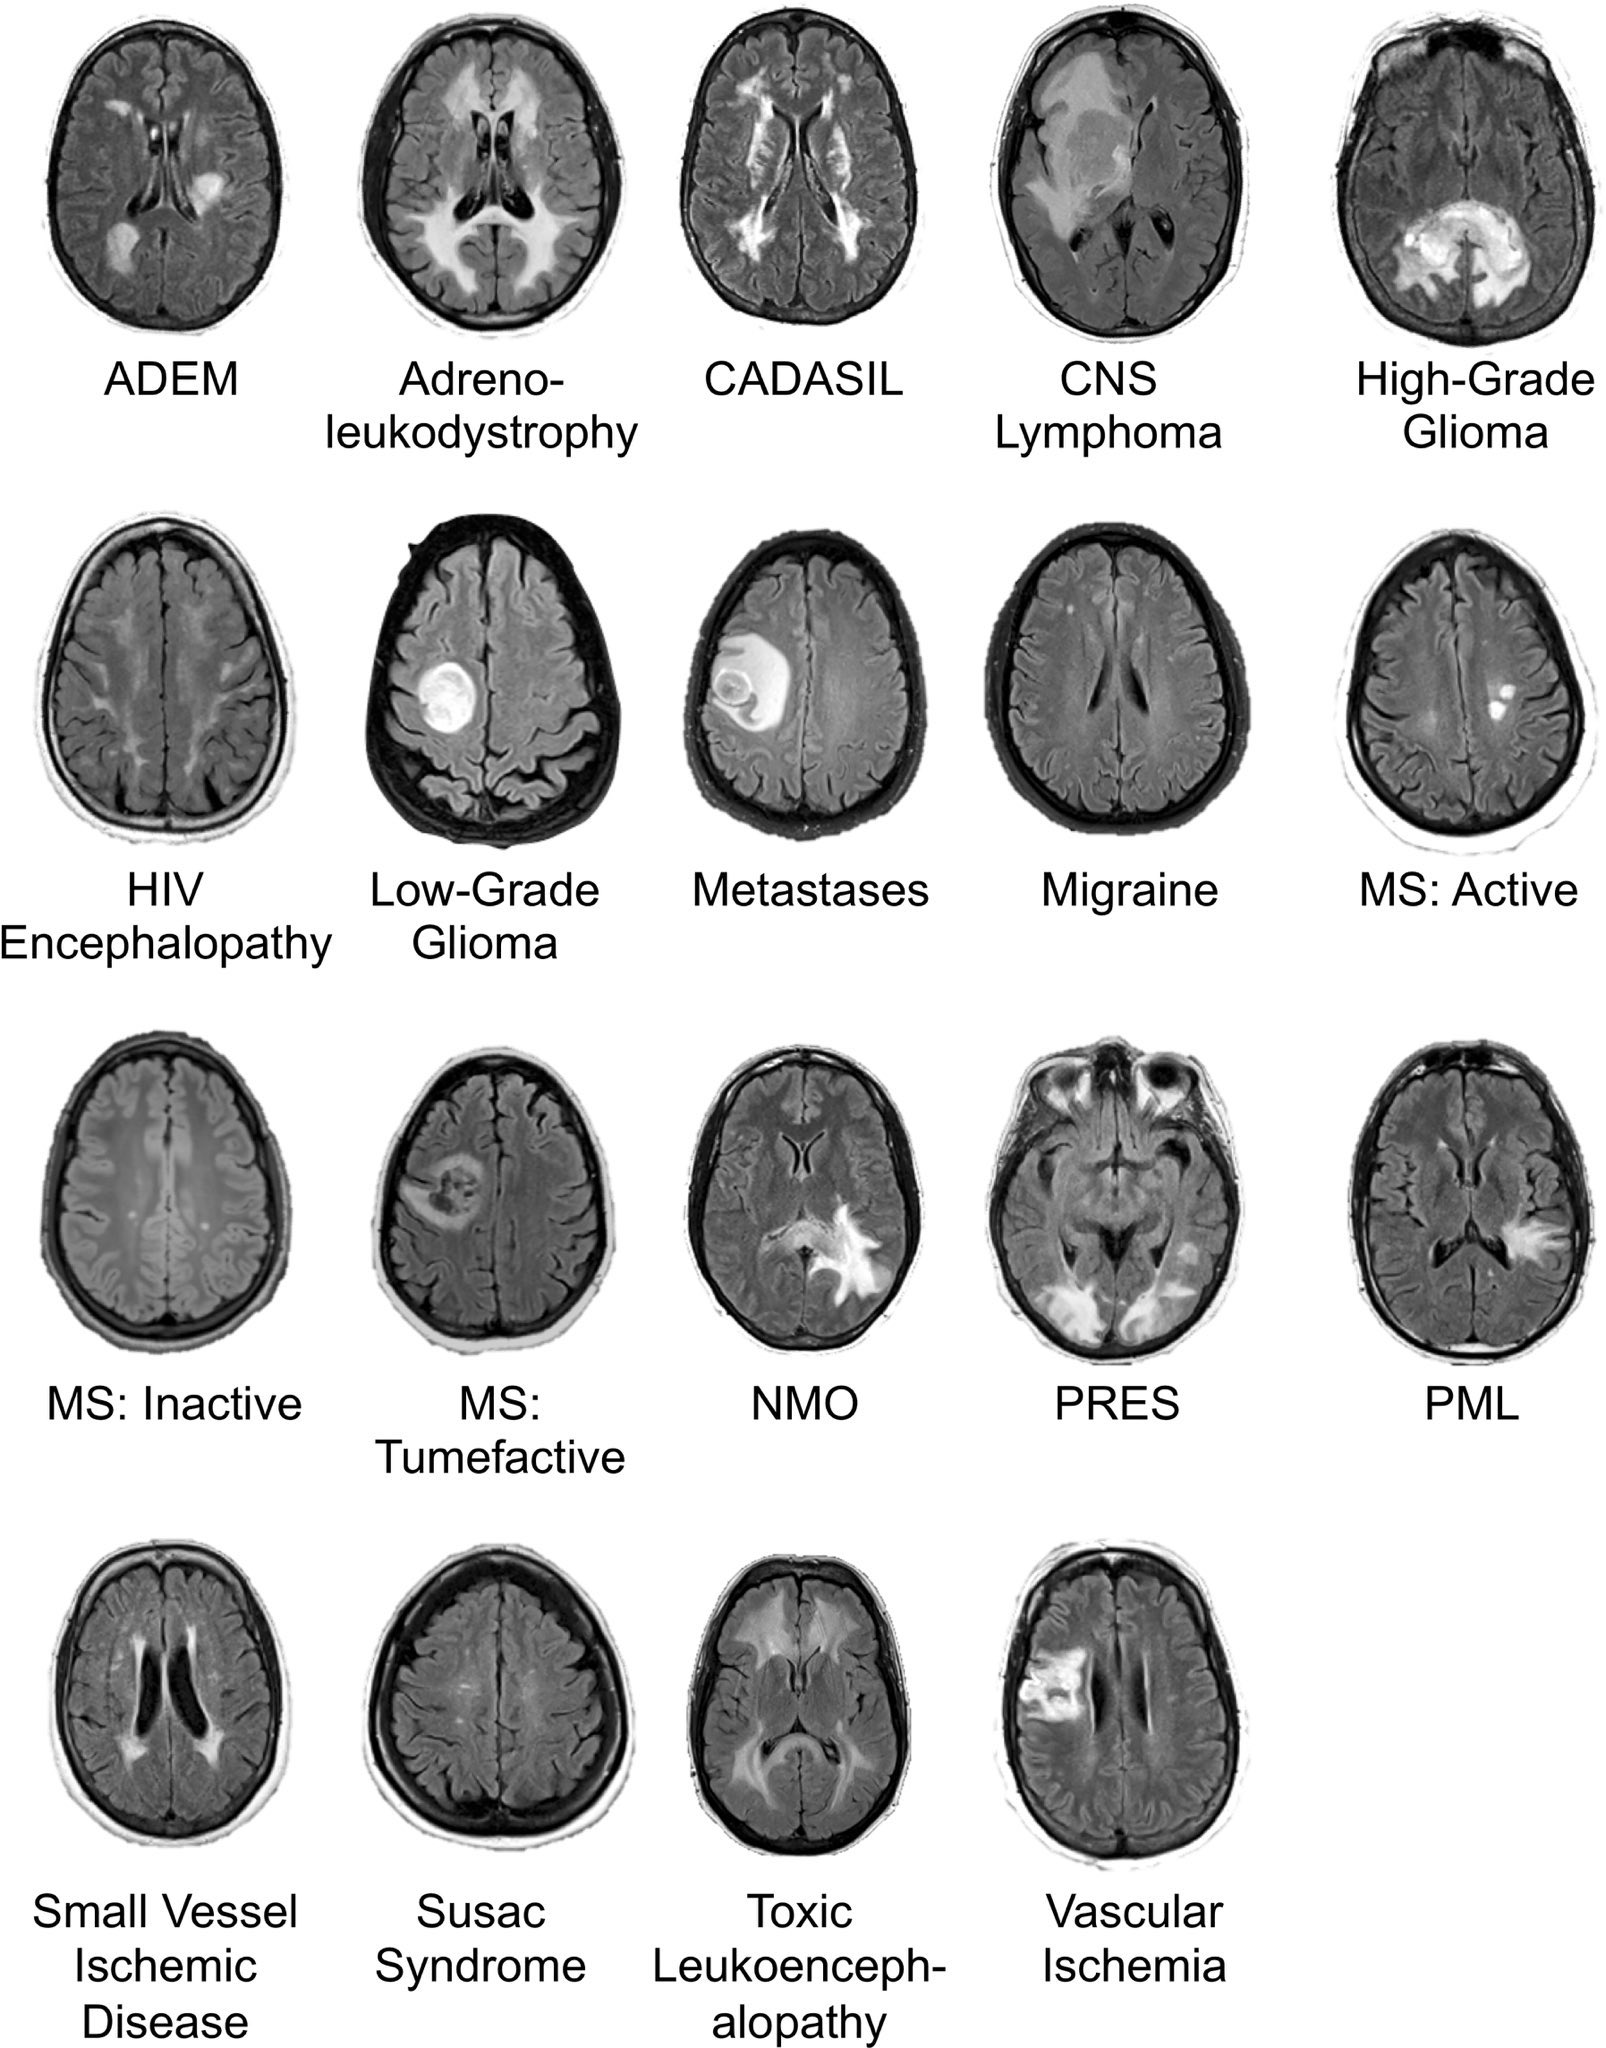 ADEM
Adreno-
leukodystrophy
CADASIL
CNS
Lymphoma
High-Grade
Glioma
HIV
Encephalopathy
Low-Grade
Glioma
Metastases
Migraine
MS: Active
MS: Inactive
MS:
Tumefactive
NMO
PRES
PML
Small Vessel
Ischemic
Disease
Susac
Syndrome
Toxic
Leukoenceph-
alopathy
Vascular
Ischemia